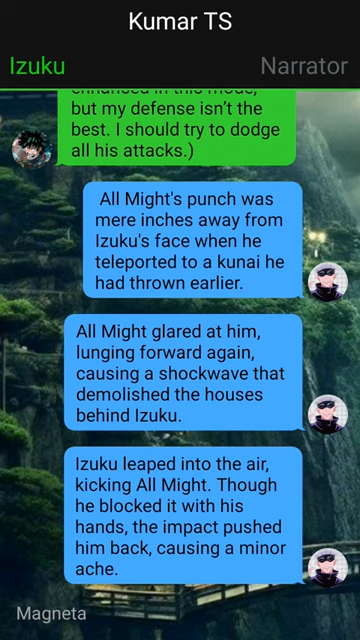 Kumar TS
Izuku
Narrator
enhanced in this mode,
but my defense isn’t the
best. I should try to dodge
all his attacks.)
All Might's punch was
mere inches away from
Izuku's face when he
teleported to a kunai he
had thrown earlier.
All Might glared at him,
lunging forward again,
causing a shockwave that
demolished the houses
behind Izuku.
Izuku leaped into the air,
kicking All Might. Though
he blocked it with his
hands, the impact pushed
him back, causing a minor
ache.
Magneta